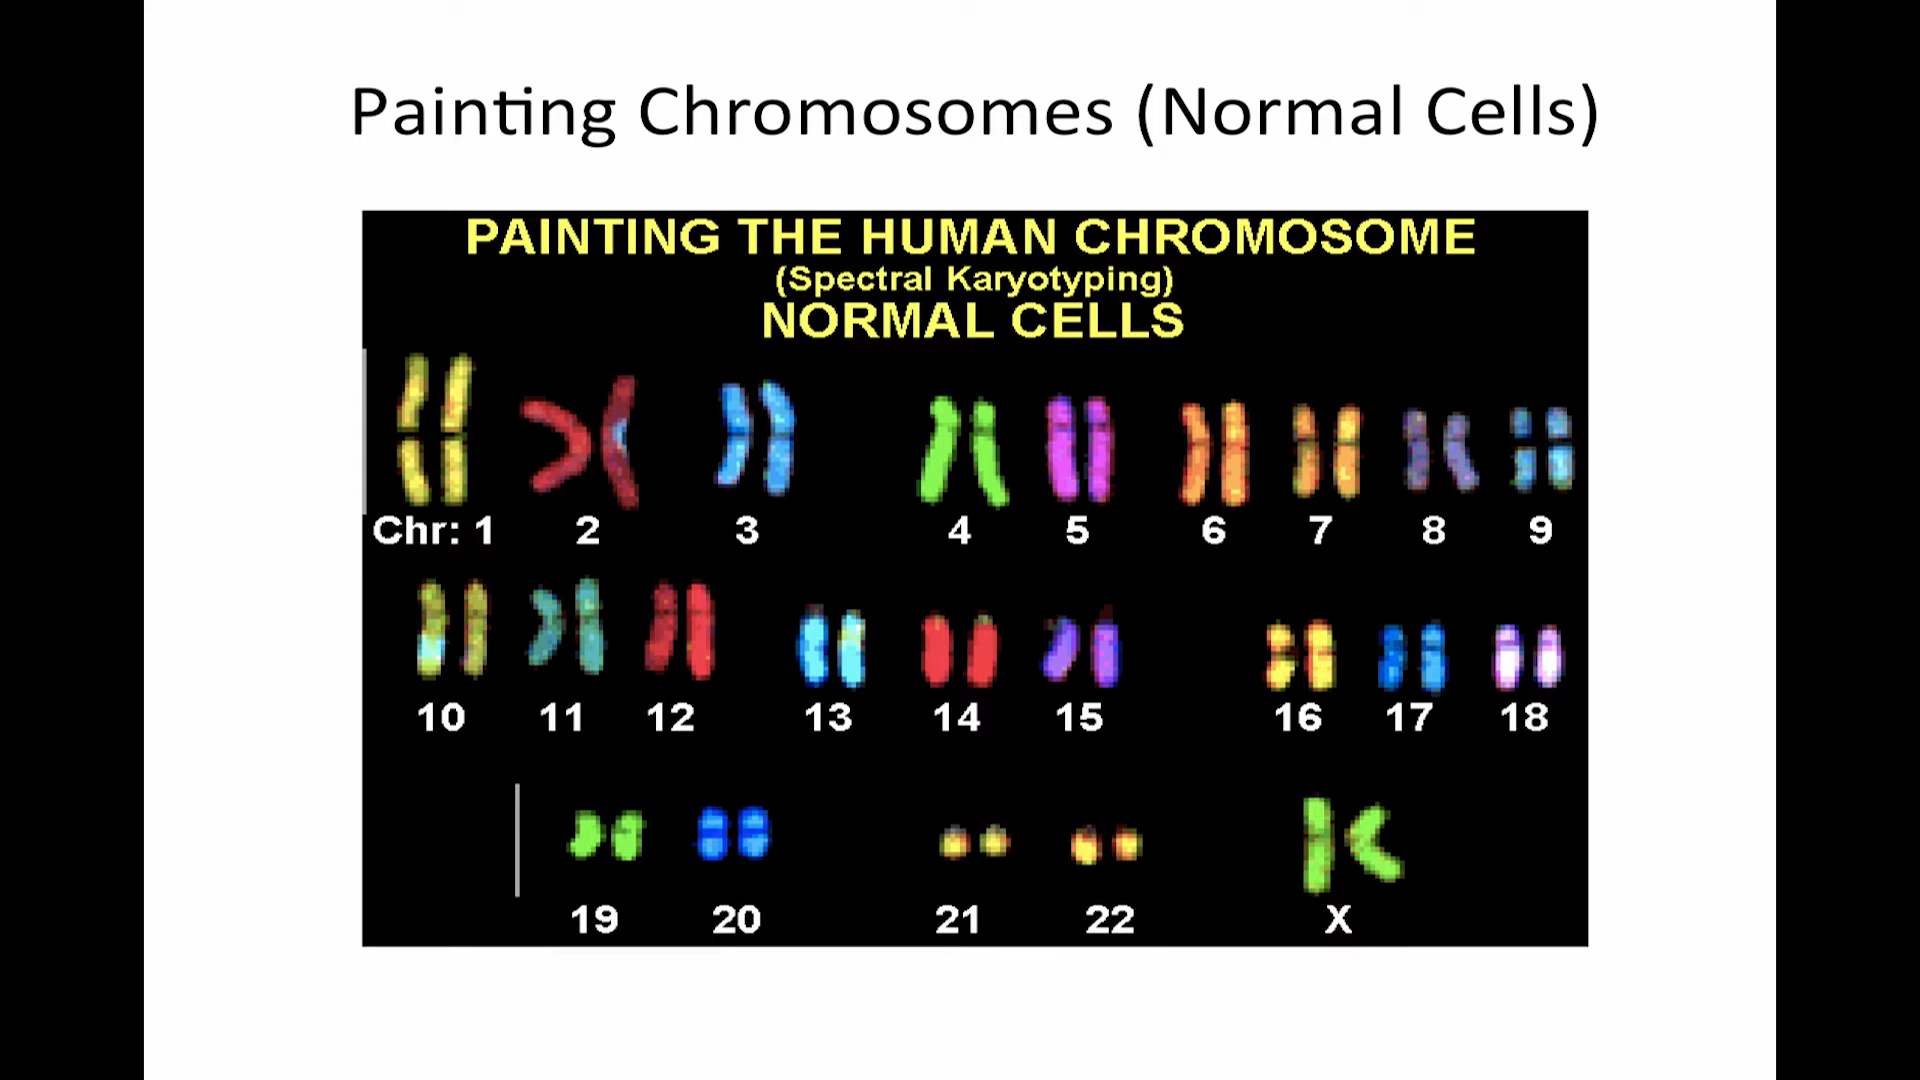 Painting Chromosomes (Normal Cells)
PAINTING THE HUMAN CHROMOSOME
(Spectral Karyotyping)
NORMAL CELLS
Chr: 1 2 3 4 5 6 7 8 9
10 11 12 13 14 15 16 17 18
19 20 21 22 X